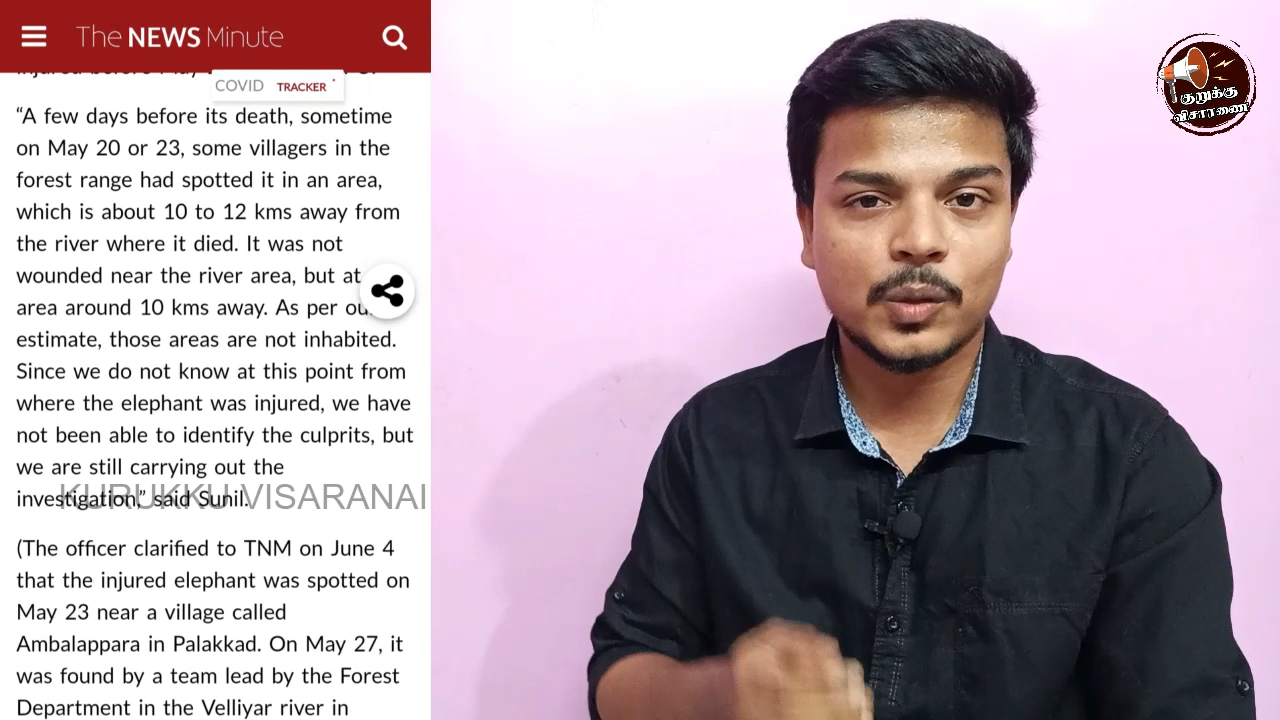 The NEWS Minute
COVID TRACKER
“A few days before its death, sometime
on May 20 or 23, some villagers in the
forest range had spotted it in an area,
which is about 10 to 12 kms away from
the river where it died. It was not
wounded near the river area, but at
area around 10 kms away. As per
estimate, those areas are not inhabited.
Since we do not know at this point from
where the elephant was injured, we have
not been able to identify the culprits, but
we are still carrying out the
investigation,” said Sunil.
KURUKKU VISARANAI
(The officer clarified to TNM on June 4
that the injured elephant was spotted on
May 23 near a village called
Ambalappara in Palakkad. On May 27, it
was found by a team lead by the Forest
Department in the Velliyar river in
குறுக்கு
விசாரணை